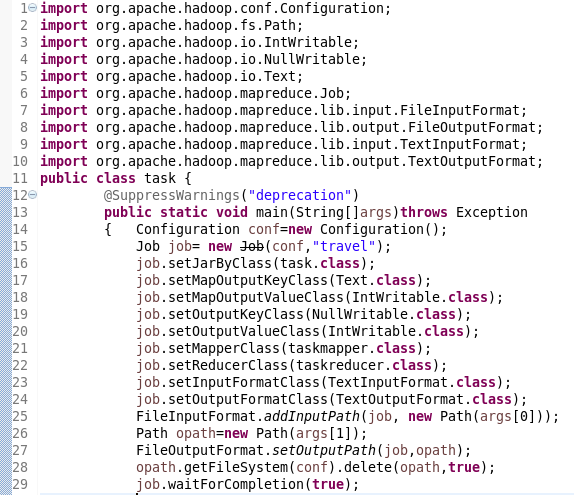 1 import org.apache.hadoop.conf.Configuration;
2 import org.apache.hadoop.fs.Path;
3 import org.apache.hadoop.io.IntWritable;
4 import org.apache.hadoop.io.NullWritable;
5 import org.apache.hadoop.io.Text;
6 import org.apache.hadoop.mapreduce.Job;
7 import org.apache.hadoop.mapreduce.lib.input.FileInputFormat;
8 import org.apache.hadoop.mapreduce.lib.output.FileOutputFormat;
9 import org.apache.hadoop.mapreduce.lib.input.TextInputFormat;
10 import org.apache.hadoop.mapreduce.lib.output.TextOutputFormat;
11 public class task {
12         @SuppressWarnings("deprecation")
13         public static void main(String[]args)throws Exception
14         {   Configuration conf=new Configuration();
15             Job job= new Job(conf,"travel");
16             job.setJarByClass(task.class);
17             job.setMapOutputKeyClass(Text.class);
18             job.setMapOutputValueClass(IntWritable.class);
19             job.setOutputKeyClass(NullWritable.class);
20             job.setOutputValueClass(IntWritable.class);
21             job.setMapperClass(taskmapper.class);
22             job.setReducerClass(taskreducer.class);
23             job.setInputFormatClass(TextInputFormat.class);
24             job.setOutputFormatClass(TextOutputFormat.class);
25             FileInputFormat.addInputPath(job, new Path(args[0]));
26             Path opath=new Path(args[1]);
27             FileOutputFormat.setOutputPath(job,opath);
28             opath.getFileSystem(conf).delete(opath,true);
29             job.waitForCompletion(true);